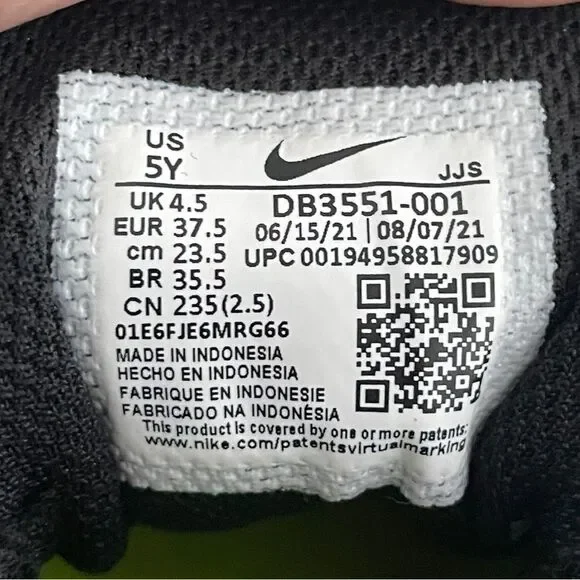 US
5Y
JJS
UK 4.5
EUR 37.5
cm 23.5
BR 35.5
CN 235(2.5)
DB3551-001
06/15/21 | 08/07/21
UPC 00194958817909
01E6FJE6MRG66
MADE IN INDONESIA
HECHO EN INDONESIA
FABRIQUE EN INDONESIE
FABRICADO NA INDONÉSIA
This product is covered by one or more patents:
www.nike.com/patentsvirtualmarking